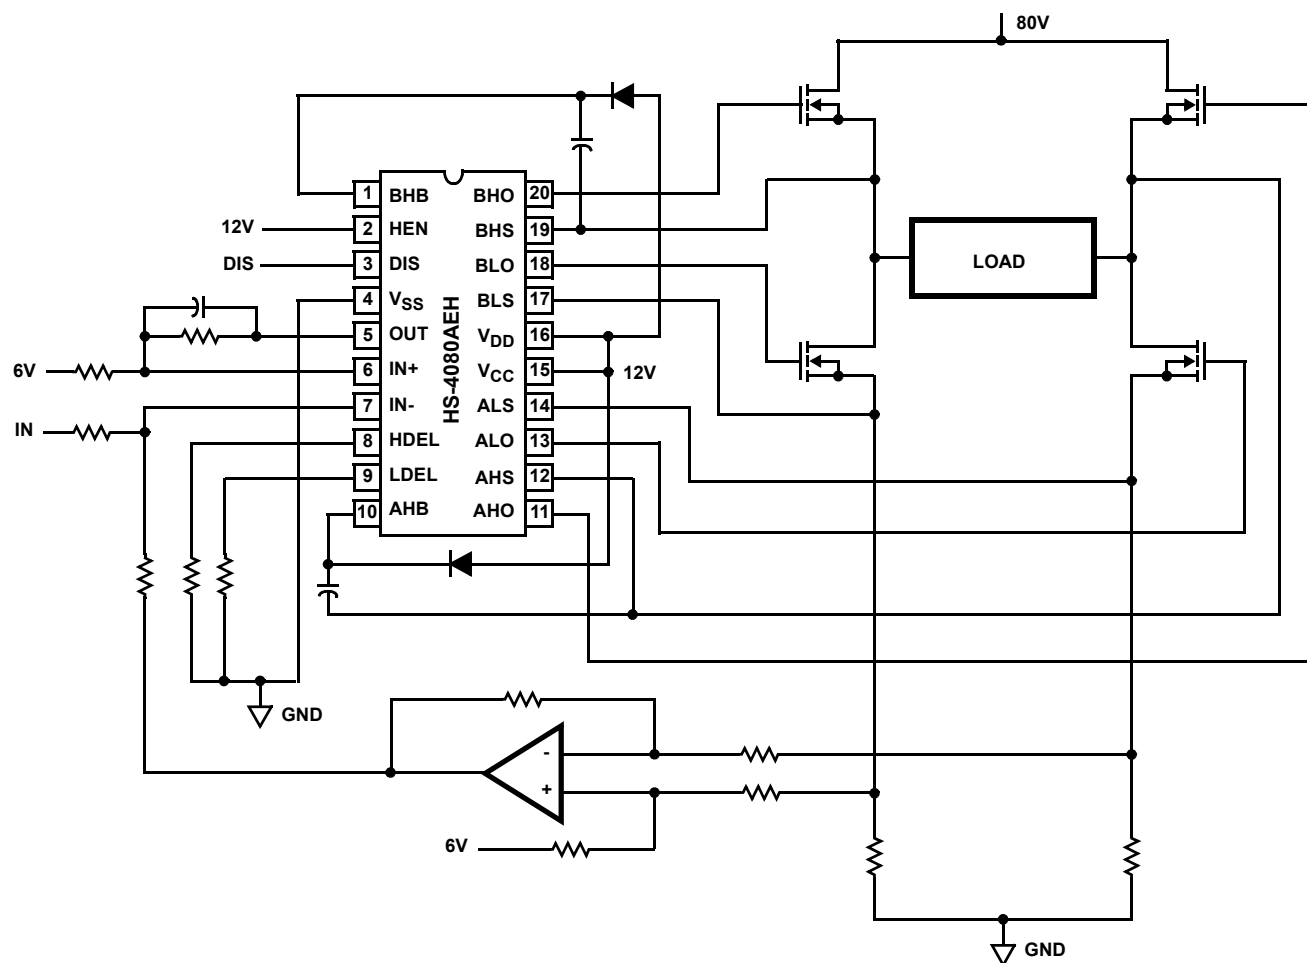 80V
1 BHB BHO 20
12V 2 HEN BHS 19
DIS 3 DIS BLO 18
4 VSS BLS 17
5 OUT VDD 16
6V 6 IN+ VCC 15 12V
IN 7 IN- ALS 14
8 HDEL ALO 13
9 LDEL AHS 12
10 AHB AHO 11
HS-4080AEH
LOAD
GND
-
+
6V
GND